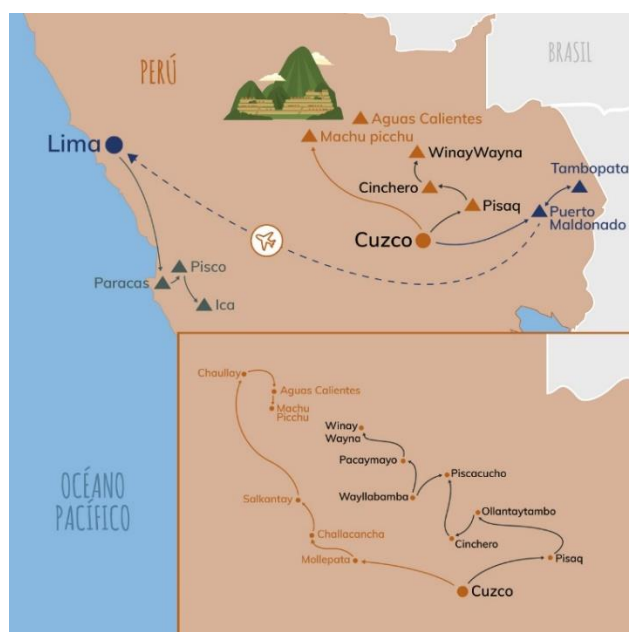 PERÚ
BRASIL
Aguas Calientes
Machu picchu
Lima
WinayWayna
Tambopata
Cinchero
Pisaq
Puerto
Maldonado
Cuzco
Pisco
Paracas
Ica
Chaullay
Aguas Calientes
Machu
Picchu
Winay
Wayna
Pacaymayo
Piscacucho
OCÉANO
PACÍFICO
Wayllabamba
Salkantay
Ollantaytambo
Challacancha
Cinchero
Mollepata
Pisaq
Cuzco